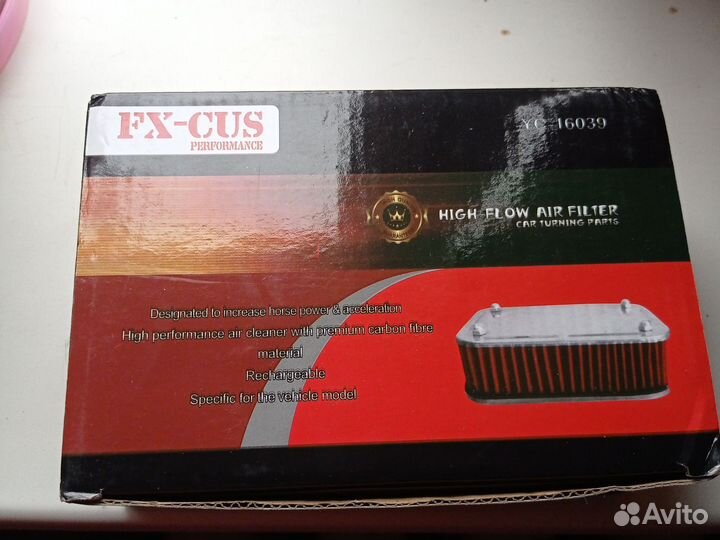 FX-CUS
PERFORMANCE
YC-16039
HIGH-FLOW AIR FILTER
CAR TURNING PARTS
Designated to increase horse power & acceleration
High performance air cleaner with premium carbon fibre
material
Rechargeable
Specific for the vehicle model
Avito